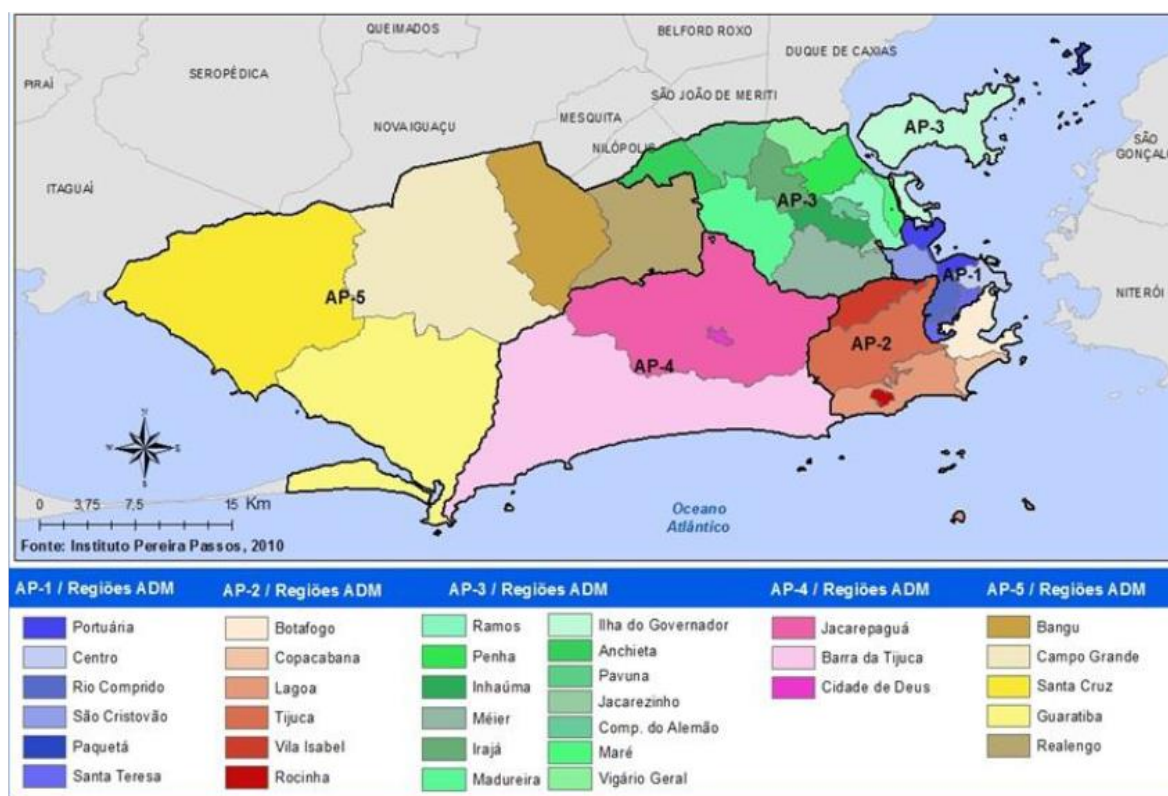 QUEIMADOS
BELFORD ROXO
DUQUE DE CAXIAS
SEROPÉDICA
PIRAÍ
SÃO JOÃO DE MERITI
MESQUITA
NOVA IGUAÇU
NILÓPOLIS
AP-3
SÃO
GONÇALO
ITAGUAÍ
AP-3
AP-1
AP-5
NITERÓI
AP-2
AP-4
0 3,75 7,5 15 Km
Oceano
Atlântico
Fonte: Instituto Pereira Passos, 2010
AP-1 / Regiões ADM
Portuária
Centro
Rio Comprido
São Cristovão
Paquetá
Santa Teresa
AP-2 / Regiões ADM
Botafogo
Copacabana
Lagoa
Tijuca
Vila Isabel
Rocinha
AP-3 / Regiões ADM
Ramos
Penha
Inhaúma
Méier
Irajá
Madureira
Ilha do Governador
Anchieta
Pavuna
Jacarezinho
Comp. do Alemão
Maré
Vigário Geral
AP-4 / Regiões ADM
Jacarepaguá
Barra da Tijuca
Cidade de Deus
AP-5 / Regiões ADM
Bangu
Campo Grande
Santa Cruz
Guaratiba
Realengo